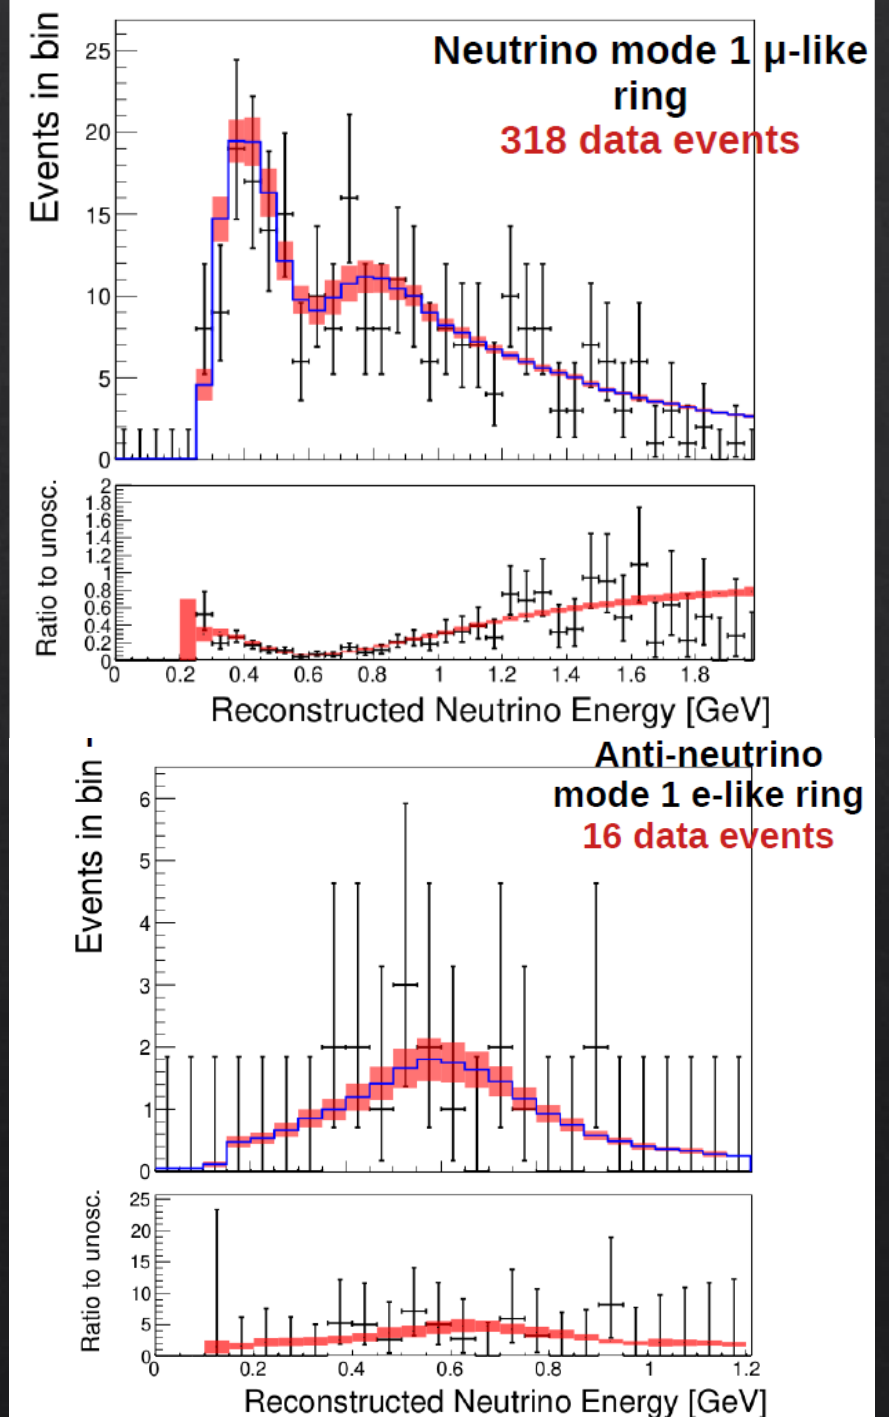 Neutrino mode 1 μ-like
ring
318 data events
Events in bin
25
20
15
10
5
0
Ratio to unosc.
2
1.8
1.6
1.4
1.2
1
0.8
0.6
0.4
0.2
0
0 0.2 0.4 0.6 0.8 1 1.2 1.4 1.6 1.8
Reconstructed Neutrino Energy [GeV]
Anti-neutrino
mode 1 e-like ring
16 data events
Events in bin -
6
5
4
3
2
1
0
Ratio to unosc.
25
20
15
10
5
0
0 0.2 0.4 0.6 0.8 1 1.2
Reconstructed Neutrino Energy [GeV]